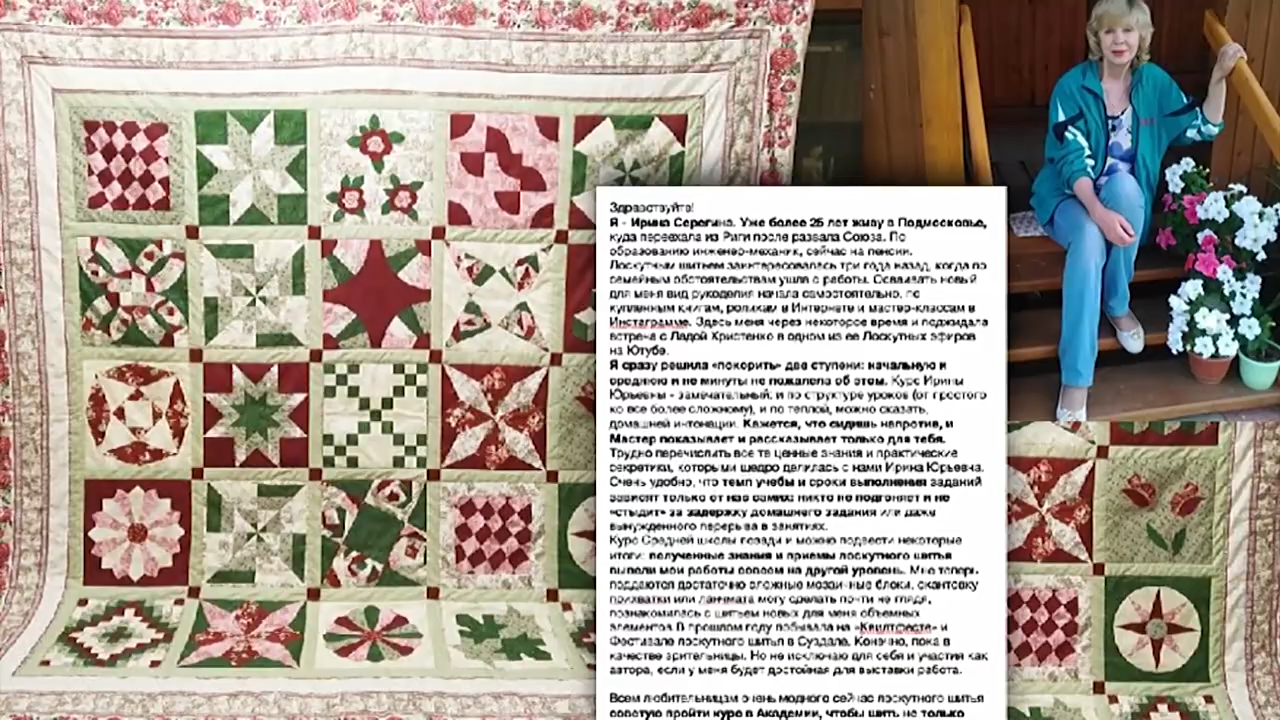 Здравствуйте!
Я - Ирина Серегина. Уже более 25 лет живу в Подмосковье,
куда переехала из Риги после развала Союза. По
образованию инженер-механик, сейчас на пенсии.
Лоскутным шитьем заинтересовалась три года назад, когда по
семейным обстоятельствам ушла с работы. Осваивать новый
для меня вид рукоделия начала самостоятельно, по
купленным книгам, роликам в Интернете и мастер-классам в
Инстаграмме. Здесь меня через некоторое время и поджидала
встреча с Ладой Христенко в одном из ее Лоскутных эфиров
на Ютубе.
Я сразу решила «покорить» две ступени: начальную и
среднюю и не минуты не пожалела об этом. Курс Ирины
Юрьевны - замечательный: и по структуре уроков (от простого
ко все более сложному), и по теплой, можно сказать,
домашней интонации. Кажется, что сидишь напротив, и
Мастер показывает и рассказывает только для тебя.
Трудно перечислить все те ценные знания и практические
секретики, которыми щедро делилась с нами Ирина Юрьевна.
Очень удобно, что темп учебы и сроки выполнения заданий
зависят только от нас самих: никто не подгоняет и не
«стыдит» за задержку домашнего задания или даже
вынужденного перерыва в занятиях.
Курс Средней школы позади и можно подвести некоторые
итоги: полученные знания и приемы лоскутного шитья
вывели мои работы совсем на другой уровень. Мне теперь
поддаются достаточно сложные мозаичные блоки, окантовку
прихватки или ланчмата могу сделать почти не глядя,
познакомилась с шитьем новых для меня объемных
элементов. В прошлом году побывала на «Квилтфесте» и
Фестивале лоскутного шитья в Суздале. Конечно, пока в
качестве зрительницы. Но не исключаю для себя и участия как
автора, если у меня будет достойная для выставки работа.
Всем любительницам очень модного сейчас лоскутного шитья
советую пройти курс в Академии, чтобы шить не только